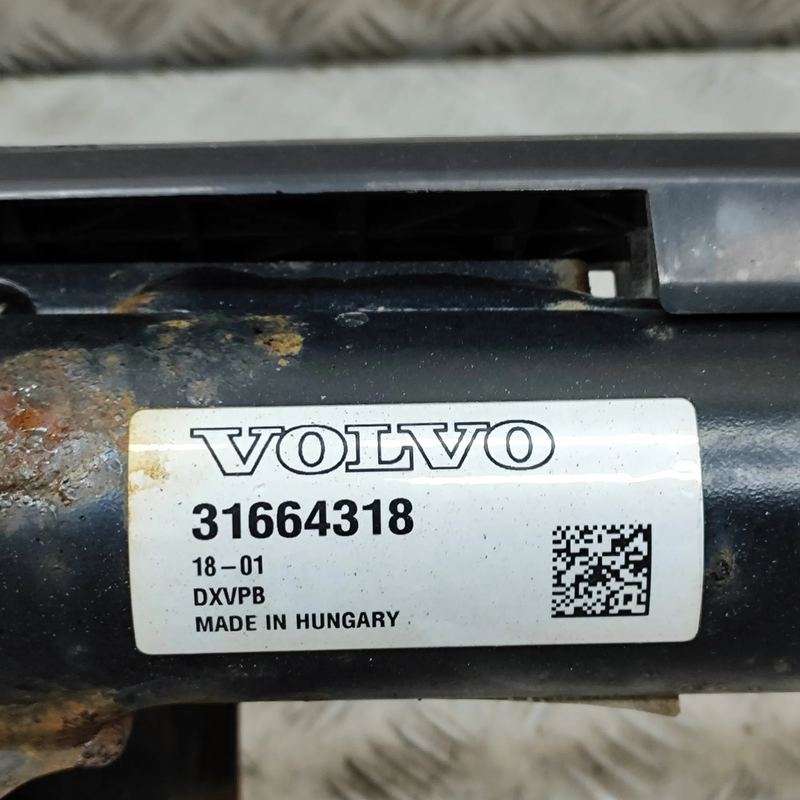 VOLVO
31664318
18-01
DXVPB
MADE IN HUNGARY